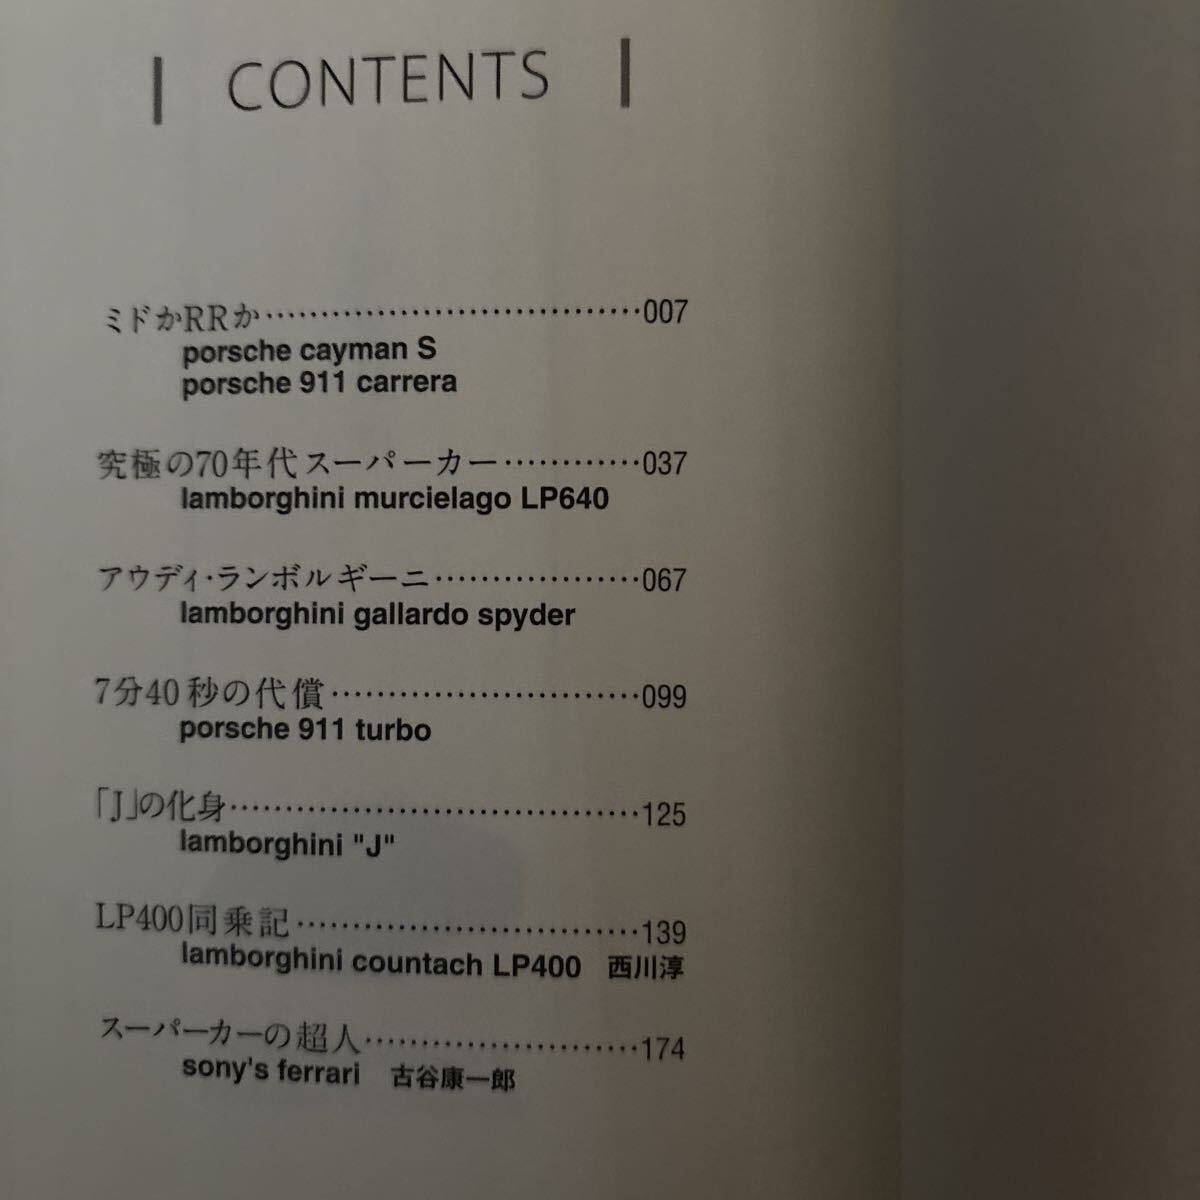 CONTENTS
ミドかRRか……………………………007
porsche cayman S
porsche 911 carrera
究極の70年代スーパーカー…………037
lamborghini murcielago LP640
アウディ・ランボルギーニ………………067
lamborghini gallardo spyder
7分40秒の代償………………………099
porsche 911 turbo
「J」の化身………………………………125
lamborghini "J"
LP400同乗記…………………………139
lamborghini countach LP400 西川淳
スーパーカーの超人……………………174
sony's ferrari 古谷康一郎